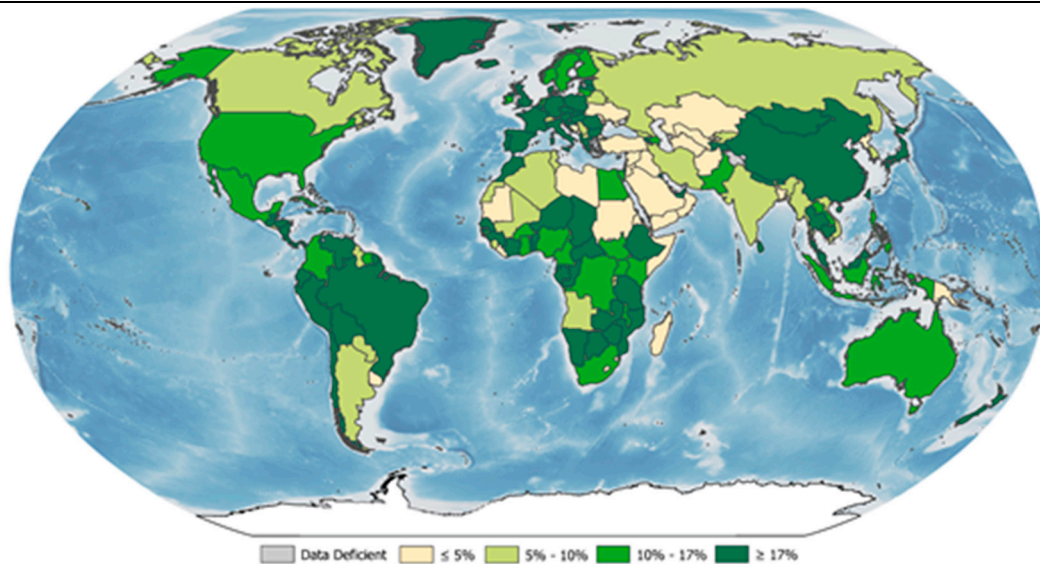 Data Deficient ≤ 5% 5% - 10% 10% - 17% ≥ 17%